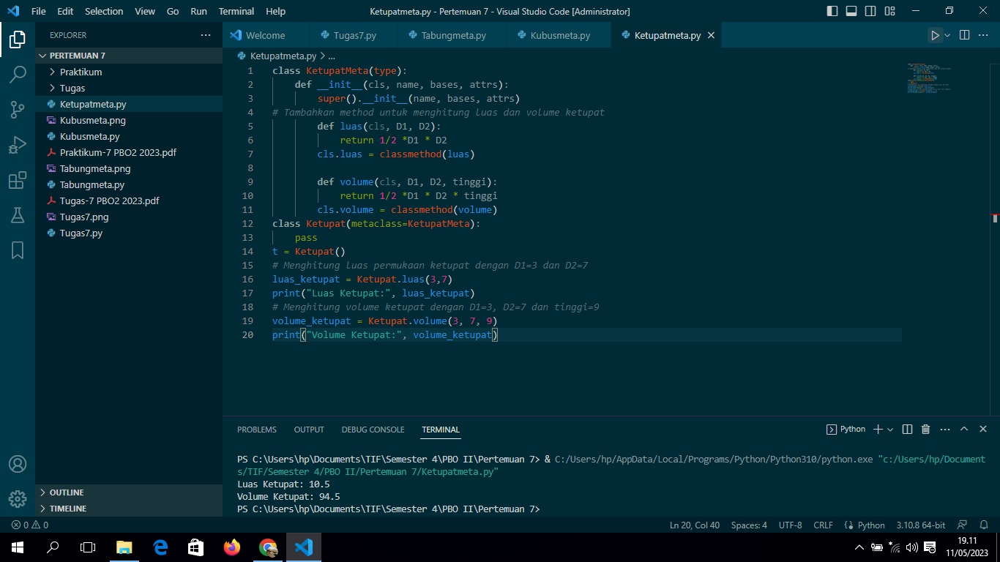 File Edit Selection View Go Run Terminal Help Ketupatmeta.py - Pertemuan 7 - Visual Studio Code [Administrator]
EXPLORER
PERTEMUAN 7
Praktikum
Tugas
Ketupatmeta.py
Kubusmeta.png
Kubusmeta.py
Praktikum-7 PBO2 2023.pdf
Tabungmeta.png
Tabungmeta.py
Tugas-7 PBO2 2023.pdf
Tugas7.png
Tugas7.py
OUTLINE
TIMELINE
Welcome Tugas7.py Tabungmeta.py Kubusmeta.py Ketupatmeta.py
Ketupatmeta.py > ...
1 class KetupatMeta(type):
2 def __init__(cls, name, bases, attrs):
3 super().__init__(name, bases, attrs)
4 # Tambahkan method untuk menghitung luas dan volume ketupat
5 def luas(cls, D1, D2):
6 return 1/2 *D1 * D2
7 cls.luas = classmethod(luas)
8
9 def volume(cls, D1, D2, tinggi):
10 return 1/2 *D1 * D2 * tinggi
11 cls.volume = classmethod(volume)
12 class Ketupat(metaclass=KetupatMeta):
13 pass
14 t = Ketupat()
15 # Menghitung luas permukaan ketupat dengan D1=3 dan D2=7
16 luas_ketupat = Ketupat.luas(3,7)
17 print("Luas Ketupat:", luas_ketupat)
18 # Menghitung volume ketupat dengan D1=3, D2=7 dan tinggi=9
19 volume_ketupat = Ketupat.volume(3, 7, 9)
20 print("Volume Ketupat:", volume_ketupat)
PROBLEMS OUTPUT DEBUG CONSOLE TERMINAL Python
PS C:\Users\hp\Documents\TIF\Semester 4\PBO II\Pertemuan 7> & C:/Users/hp/AppData/Local/Programs/Python/Python310/python.exe "c:/Users/hp/Document
s/TIF/Semester 4/PBO II/Pertemuan 7/Ketupatmeta.py"
Luas Ketupat: 10.5
Volume Ketupat: 94.5
PS C:\Users\hp\Documents\TIF\Semester 4\PBO II\Pertemuan 7>
0 0 Ln 20, Col 40 Spaces: 4 UTF-8 CRLF Python 3.10.8 64-bit
19.11
11/05/2023